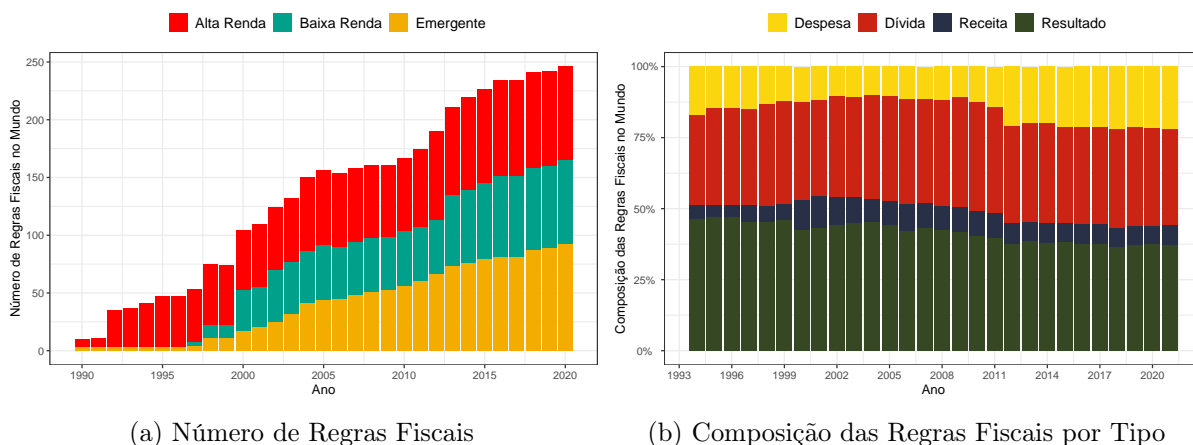 Alta Renda Baixa Renda Emergente
Número de Regras Fiscais no Mundo
250
200
150
100
50
0
1990 1995 2000 2005 2010 2015 2020
Ano
(a) Número de Regras Fiscais
Despesa Dívida Receita Resultado
Composição das Regras Fiscais no Mundo
100%
75%
50%
25%
0%
1993 1996 1999 2002 2005 2008 2011 2014 2017 2020
Ano
(b) Composição das Regras Fiscais por Tipo